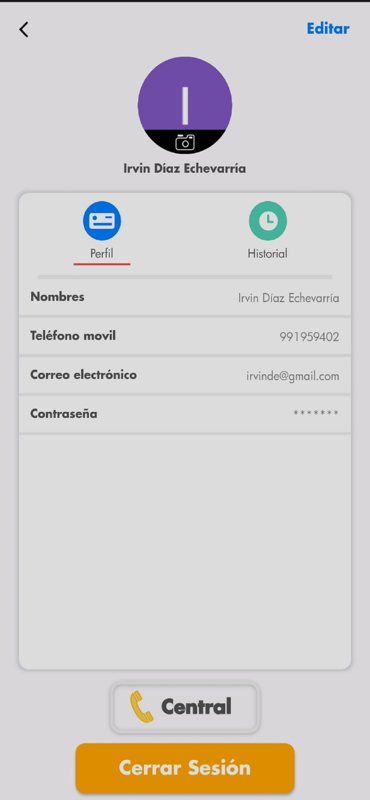 Editar
I
Irvin Díaz Echevarría
Perfil
Historial
Nombres
Irvin Díaz Echevarría
Teléfono movil
991959402
Correo electrónico
irvinde@gmail.com
Contraseña
*******
Central
Cerrar Sesión